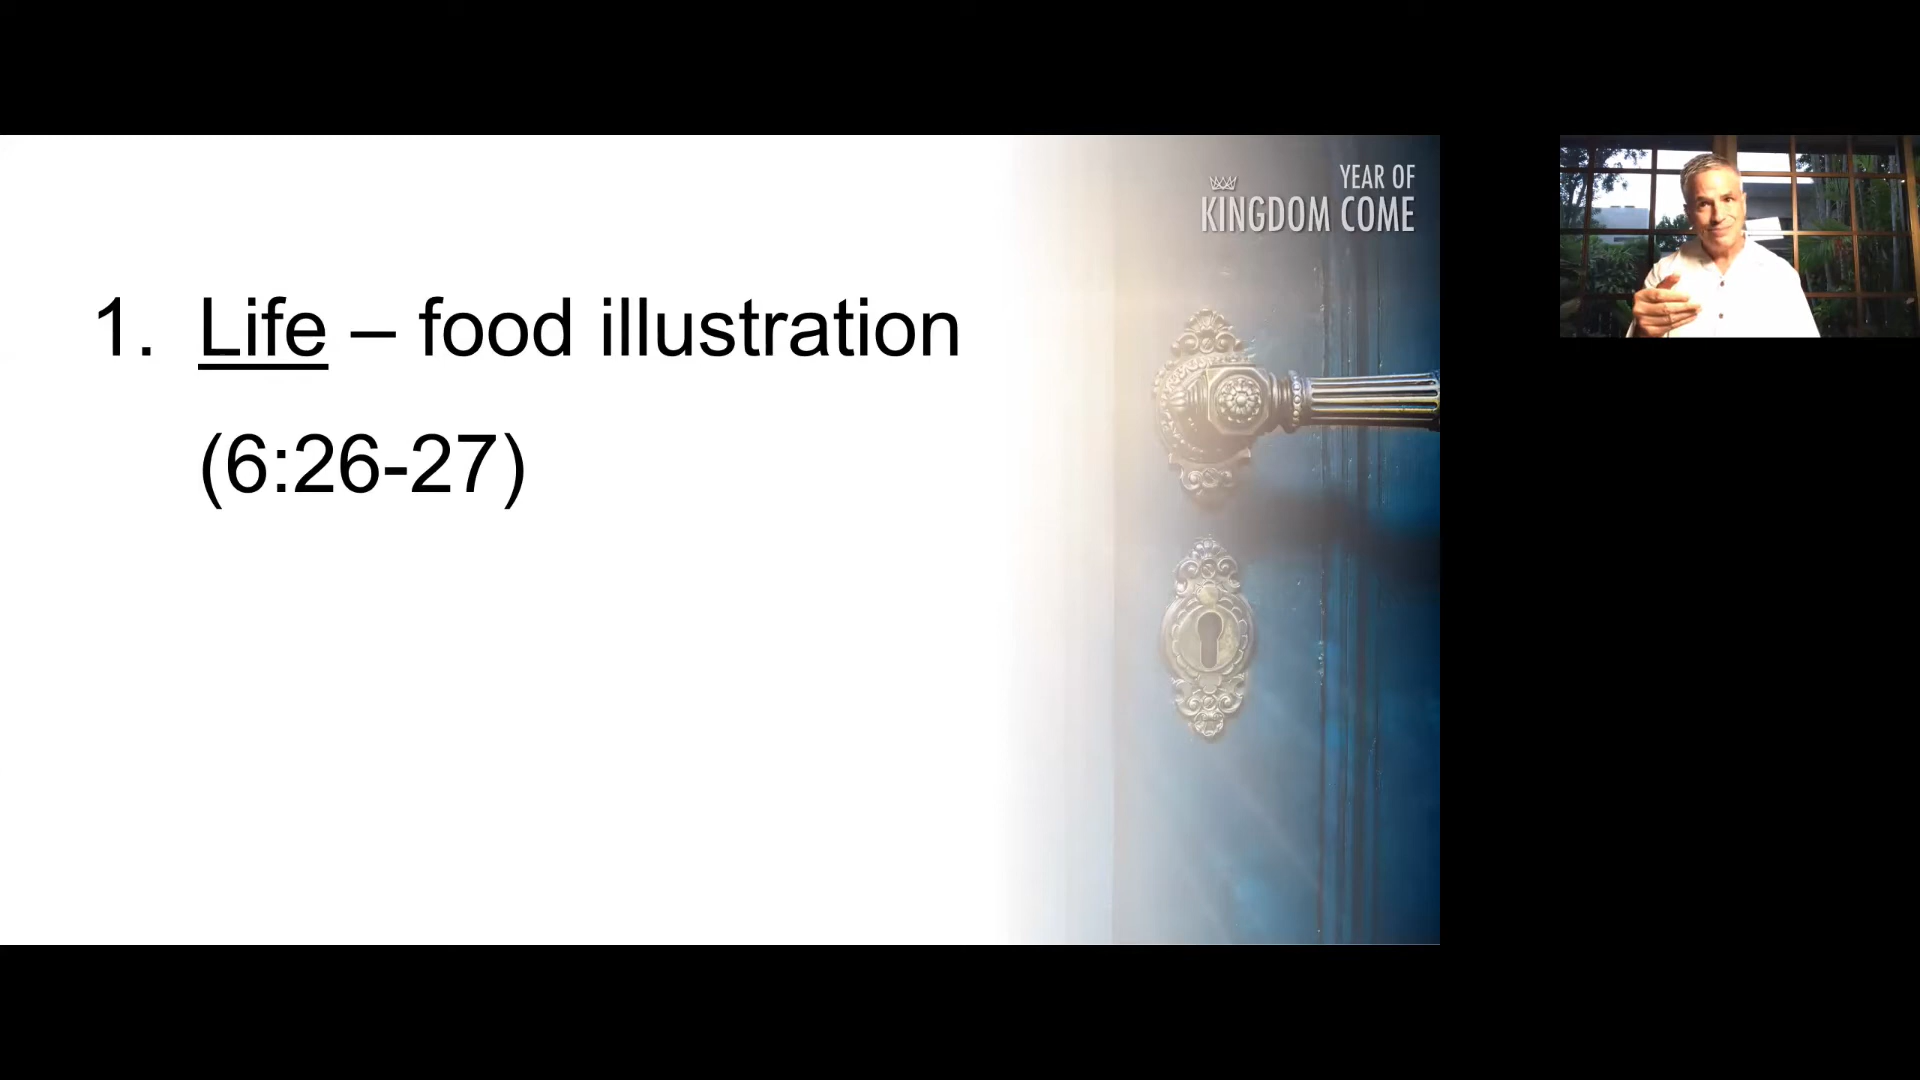 YEAR OF
KINGDOM COME
1. Life – food illustration
(6:26-27)